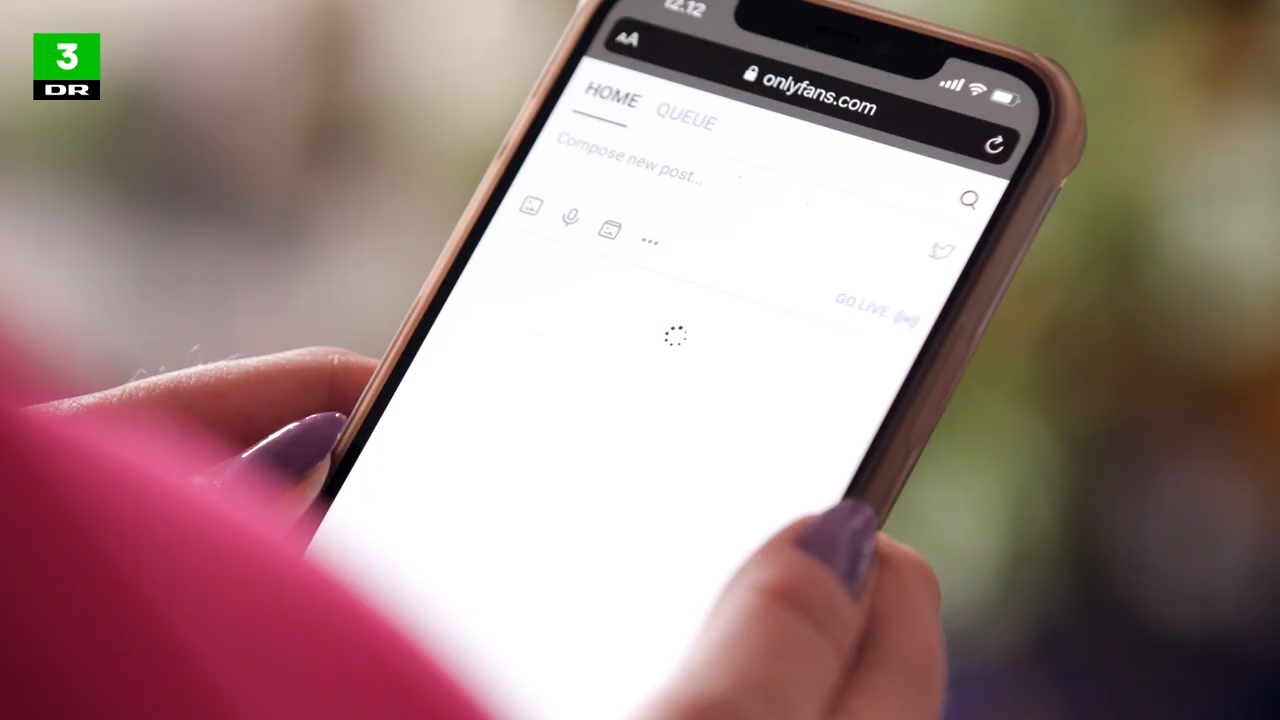 3
DR
12.12
AA
onlyfans.com
HOME QUEUE
Compose new post...
GO LIVE